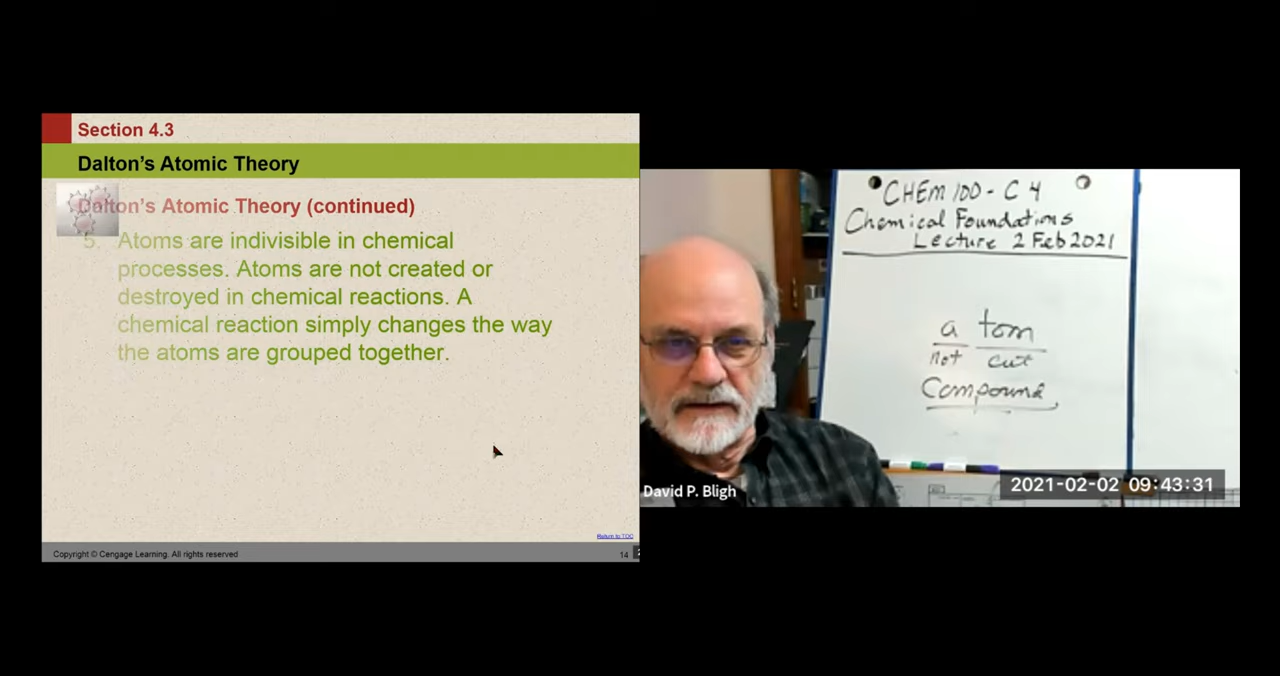 Section 4.3
Dalton's Atomic Theory
Dalton's Atomic Theory (continued)
5. Atoms are indivisible in chemical
processes. Atoms are not created or
destroyed in chemical reactions. A
chemical reaction simply changes the way
the atoms are grouped together.
Return to TOC
Copyright © Cengage Learning. All rights reserved
14
CHEM 100 - C 4
Chemical Foundations
Lecture 2 Feb 2021
a tom
not cut
Compound
David P. Bligh
2021-02-02 09:43:31